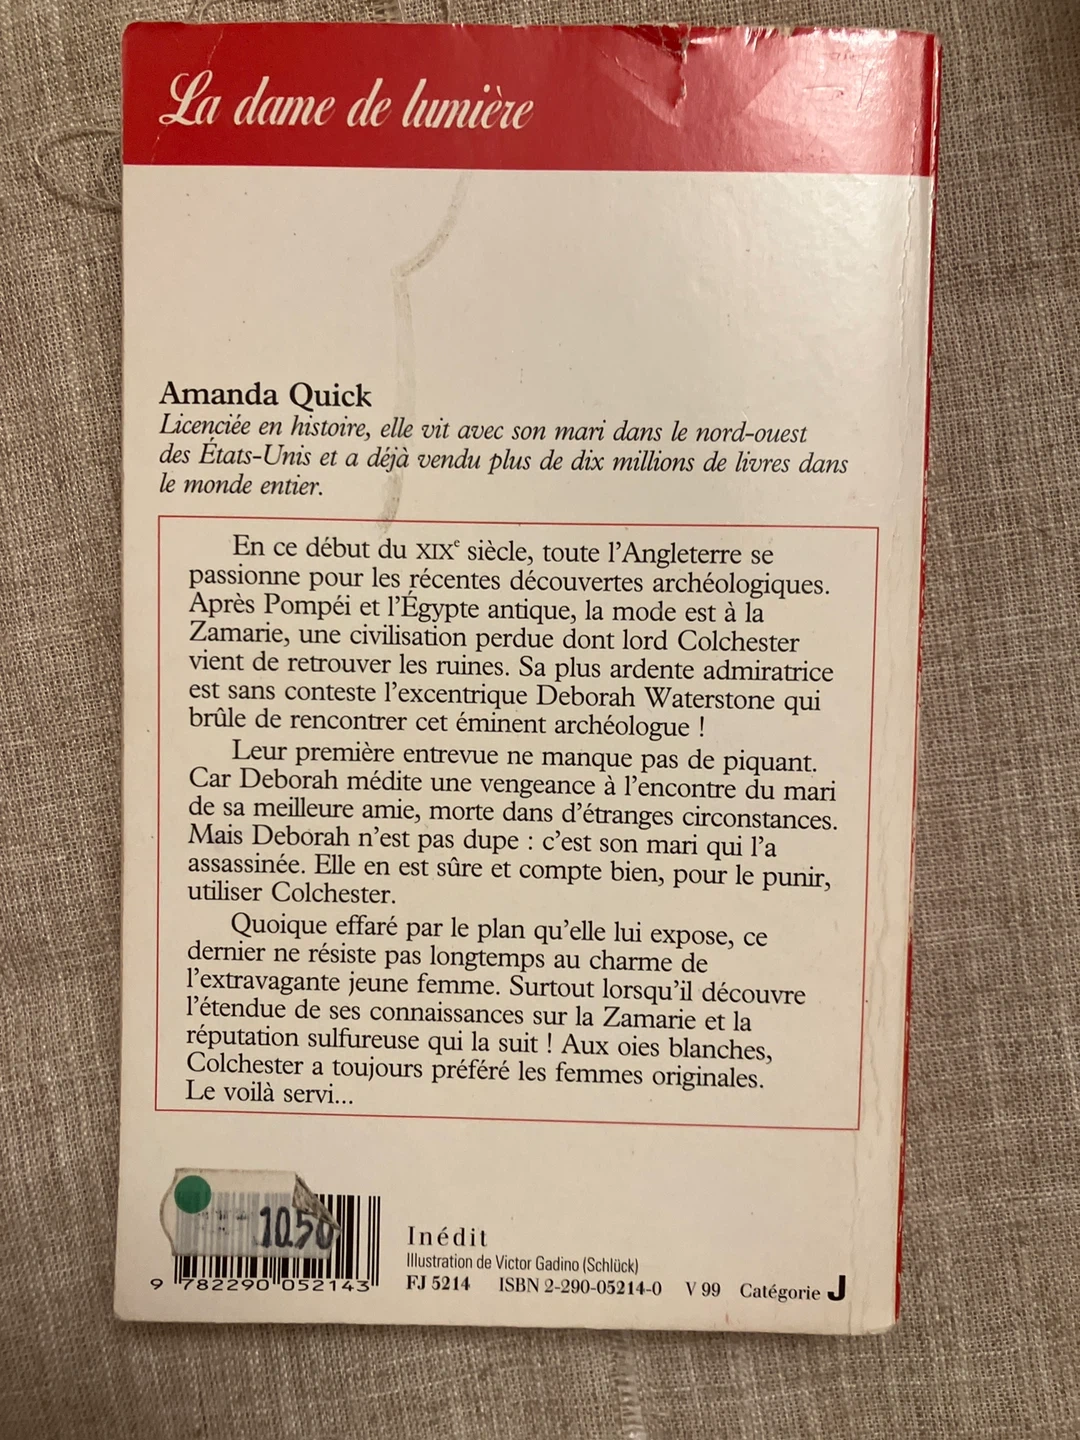 La dame de lumière
Amanda Quick
Licenciée en histoire, elle vit avec son mari dans le nord-ouest
des États-Unis et a déjà vendu plus de dix millions de livres dans
le monde entier.
En ce début du XIXe siècle, toute l'Angleterre se
passionne pour les récentes découvertes archéologiques.
Après Pompéi et l'Égypte antique, la mode est à la
Zamarie, une civilisation perdue dont lord Colchester
vient de retrouver les ruines. Sa plus ardente admiratrice
est sans conteste l'excentrique Deborah Waterstone qui
brûle de rencontrer cet éminent archéologue !
Leur première entrevue ne manque pas de piquant.
Car Deborah médite une vengeance à l'encontre du mari
de sa meilleure amie, morte dans d'étranges circonstances.
Mais Deborah n'est pas dupe : c'est son mari qui l'a
assassinée. Elle en est sûre et compte bien, pour le punir,
utiliser Colchester.
Quoique effaré par le plan qu'elle lui expose, ce
dernier ne résiste pas longtemps au charme de
l'extravagante jeune femme. Surtout lorsqu'il découvre
l'étendue de ses connaissances sur la Zamarie et la
réputation sulfureuse qui la suit ! Aux oies blanches,
Colchester a toujours préféré les femmes originales.
Le voilà servi...
1050
9 782290 052143
Inédit
Illustration de Victor Gadino (Schlück)
FJ 5214 ISBN 2-290-05214-0 V 99 Catégorie J